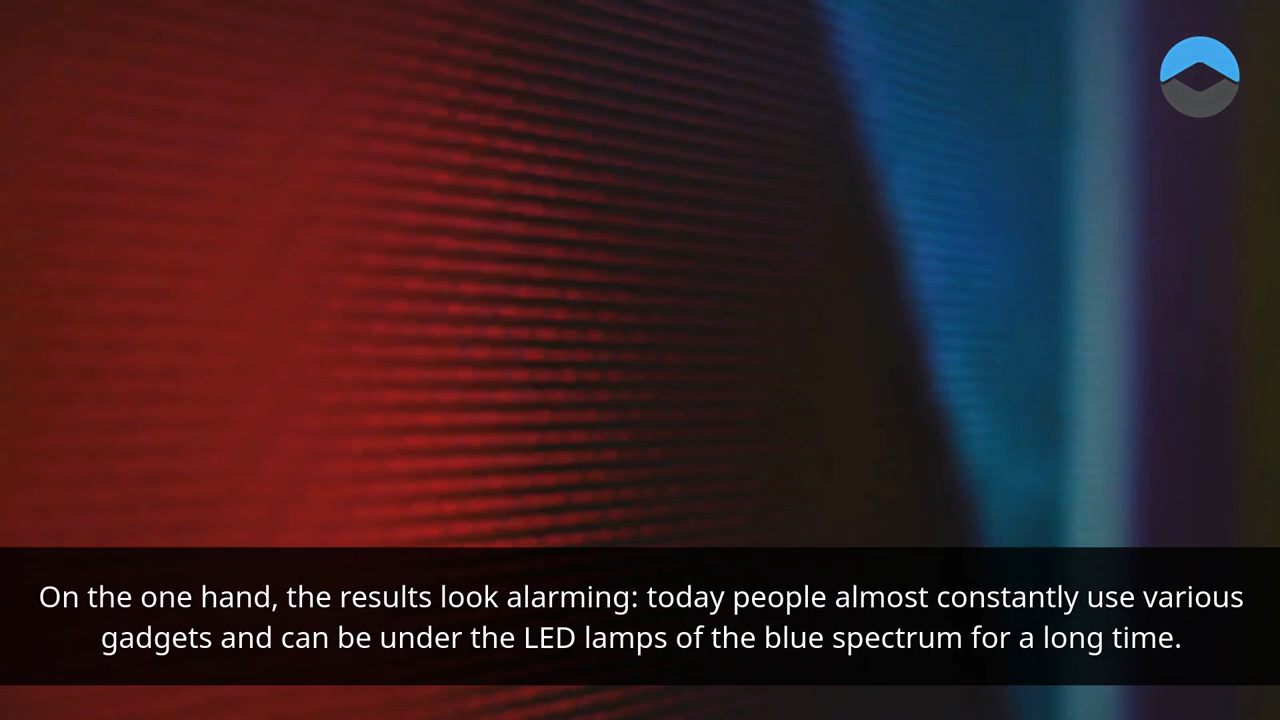 On the one hand, the results look alarming: today people almost constantly use various
gadgets and can be under the LED lamps of the blue spectrum for a long time.